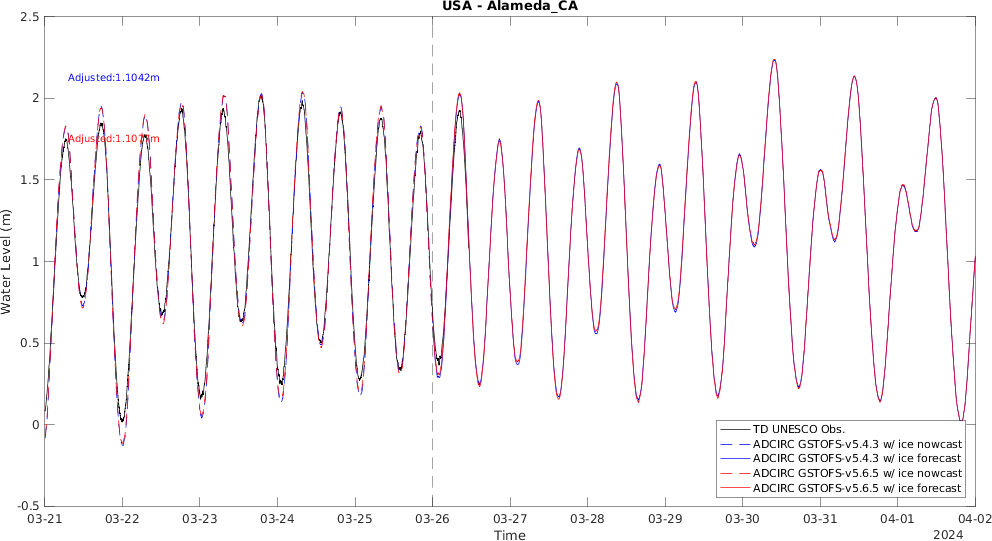 USA - Alameda_CA
2.5
2
1.5
1
0.5
0
-0.5
Water Level (m)
Adjusted:1.1042m
03-21
03-22
03-23
03-24
03-25
03-26
03-27
03-28
03-29
03-30
03-31
04-01
04-02
Time
2024
TD UNESCO Obs.
ADCIRC GSTOFS-v5.4.3 w/ ice nowcast
ADCIRC GSTOFS-v5.4.3 w/ ice forecast
ADCIRC GSTOFS-v5.6.5 w/ ice nowcast
ADCIRC GSTOFS-v5.6.5 w/ ice forecast